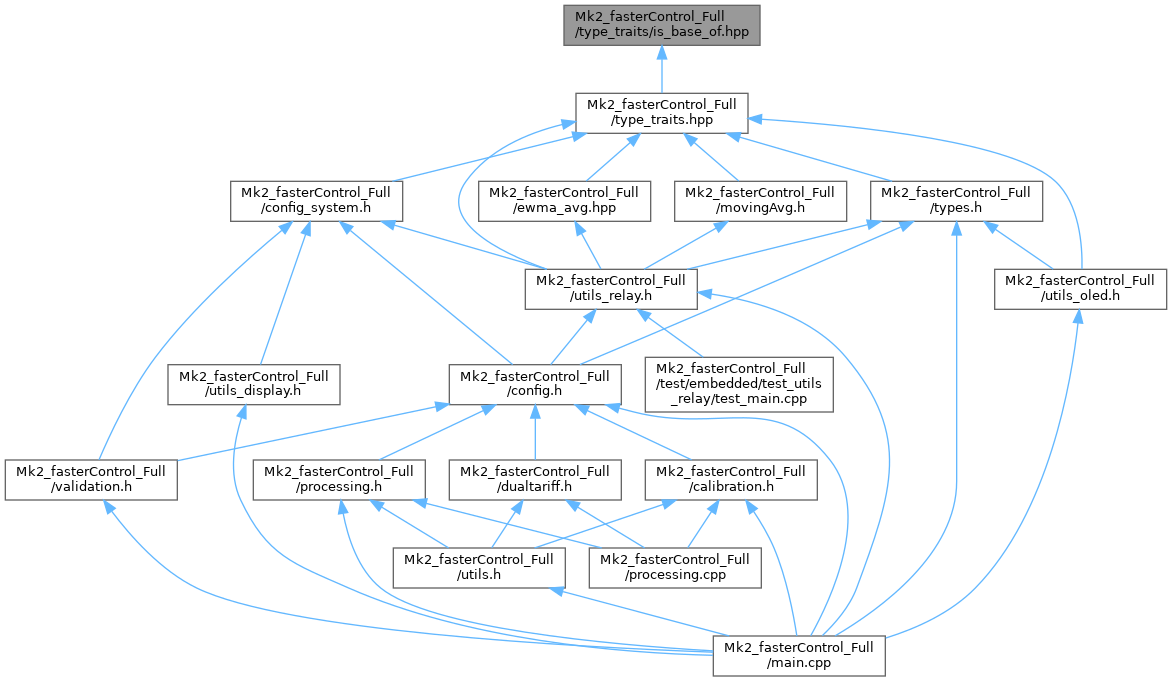 Mk2_fasterControl_Full
/type_traits/is_base_of.hpp
Mk2_fasterControl_Full
/type_traits.hpp
Mk2_fasterControl_Full
/config_system.h
Mk2_fasterControl_Full
/ewma_avg.hpp
Mk2_fasterControl_Full
/movingAvg.h
Mk2_fasterControl_Full
/types.h
Mk2_fasterControl_Full
/utils_relay.h
Mk2_fasterControl_Full
/utils_oled.h
Mk2_fasterControl_Full
/utils_display.h
Mk2_fasterControl_Full
/config.h
Mk2_fasterControl_Full
/test/embedded/test_utils
_relay/test_main.cpp
Mk2_fasterControl_Full
/validation.h
Mk2_fasterControl_Full
/processing.h
Mk2_fasterControl_Full
/dualtariff.h
Mk2_fasterControl_Full
/calibration.h
Mk2_fasterControl_Full
/utils.h
Mk2_fasterControl_Full
/processing.cpp
Mk2_fasterControl_Full
/main.cpp